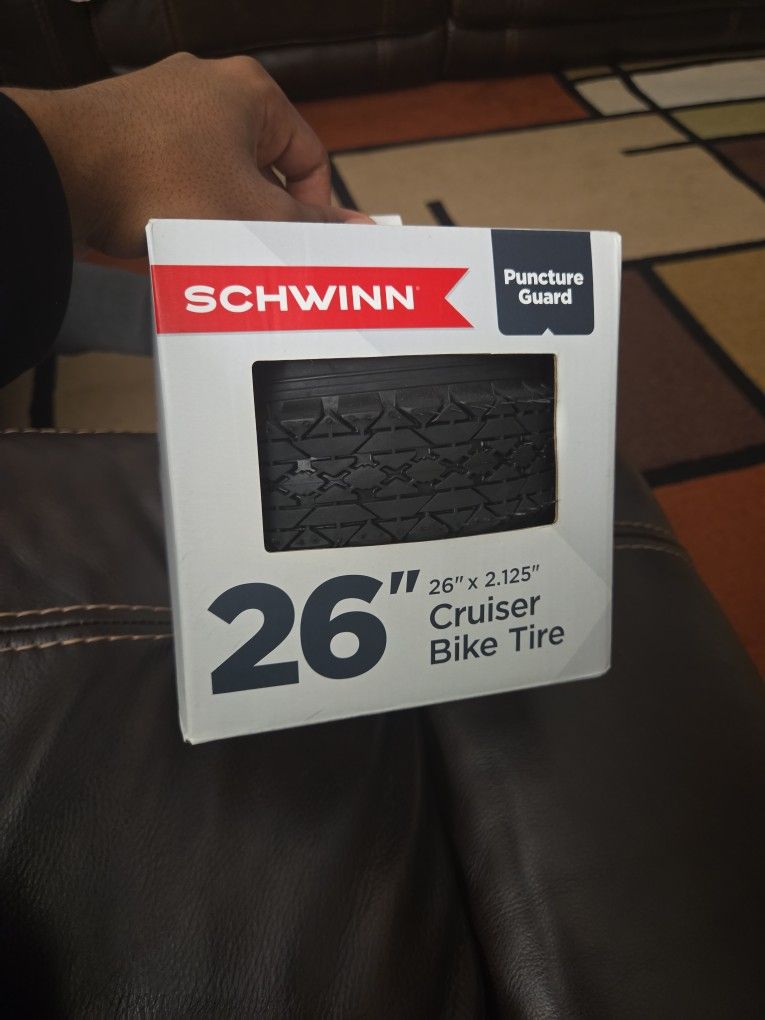 SCHWINN
Puncture
Guard
26"
26" x 2.125"
Cruiser
Bike Tire